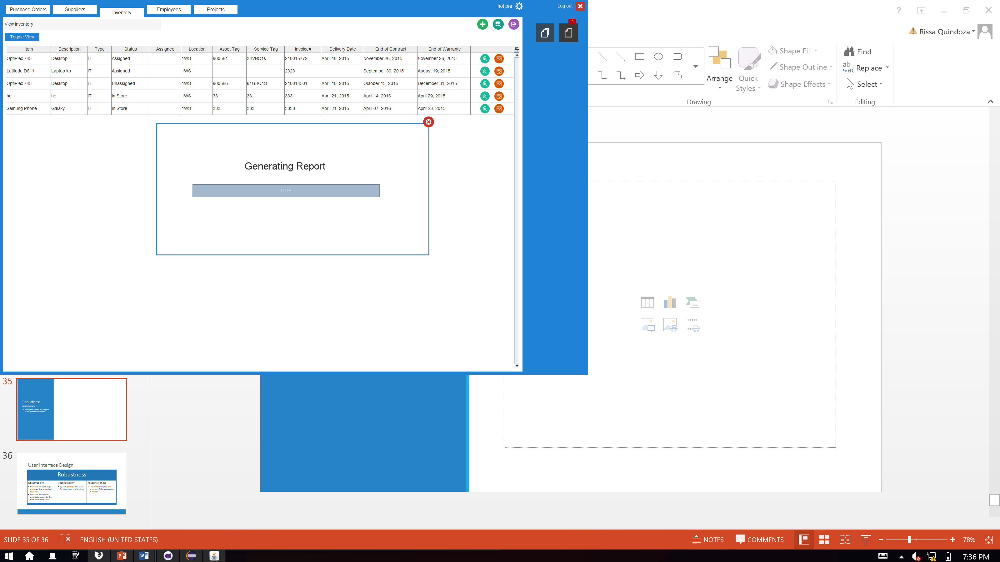 Purchase Orders Suppliers Inventory Employees Projects hot pie Log out
View Inventory
1
Toggle View
Item Description Type Status Assignee Location Asset Tag Service Tag Invoice# Delivery Date End of Contract End of Warranty
OptiPlex 745 Desktop IT Assigned 1WS 900561 3HVNQ1s 210015772 April 10, 2015 November 26, 2015 November 26, 2015
Latitude D611 Laptop ko IT Assigned 1WS 2323 September 30, 2015 August 19, 2015
OptiPlex 745 Desktop IT Unassigned 1WS 900566 91GHQ1S 210014501 April 10, 2015 October 13, 2015 December 31, 2015
he he IT In Store 1WS 33 33 333 April 21, 2015 April 14, 2016 April 29, 2015
Samung Phone Galaxy IT In Store 1WS 333 333 3333 April 21, 2015 April 07, 2016 April 23, 2015
Generating Report
100%
?
Rissa Quindoza
Arrange
Quick
Styles
Shape Fill
Shape Outline
Shape Effects
Drawing
Find
ab
ac Replace
Select
Editing
35
Robustness
RESPONSIVENESS
The system displays the progress
of the generation of report
36
User Interface Design
Robustness
Observability
• User can easily change
modules due to tabbed
interface
• User can easily view
notifications due to the
notification log area
Recoverability
• System prompts the user
for important notifications
Responsiveness
• The system displays the
progress of the generation
of report
SLIDE 35 OF 36 ENGLISH (UNITED STATES) NOTES COMMENTS 78%
7:36 PM